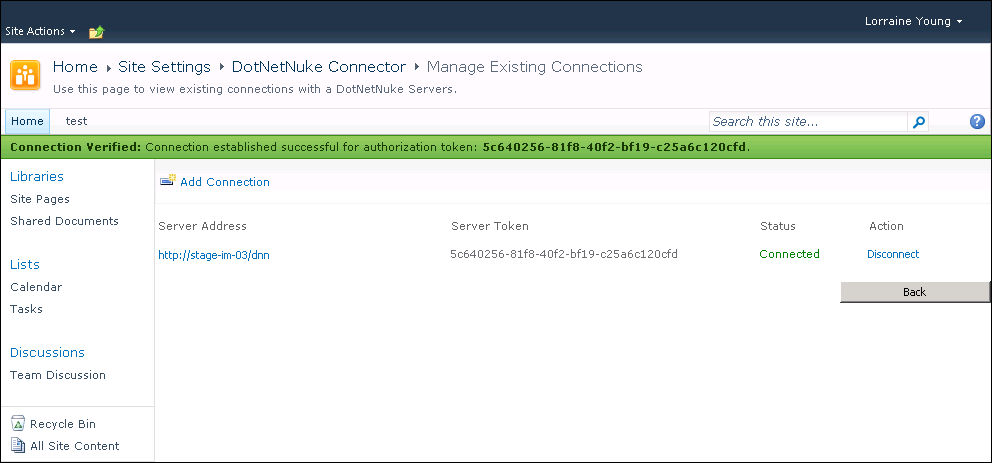 Lorraine Young
Site Actions
Home ▸ Site Settings ▸ DotNetNuke Connector ▸ Manage Existing Connections
Use this page to view existing connections with a DotNetNuke Servers.
Home test Search this site...
Connection Verified: Connection established successful for authorization token: 5c640256-81f8-40f2-bf19-c25a6c120cfd.
Libraries
Site Pages
Shared Documents
Lists
Calendar
Tasks
Discussions
Team Discussion
Recycle Bin
All Site Content
Add Connection
Server Address Server Token Status Action
http://stage-im-03/dnn 5c640256-81f8-40f2-bf19-c25a6c120cfd Connected Disconnect
Back